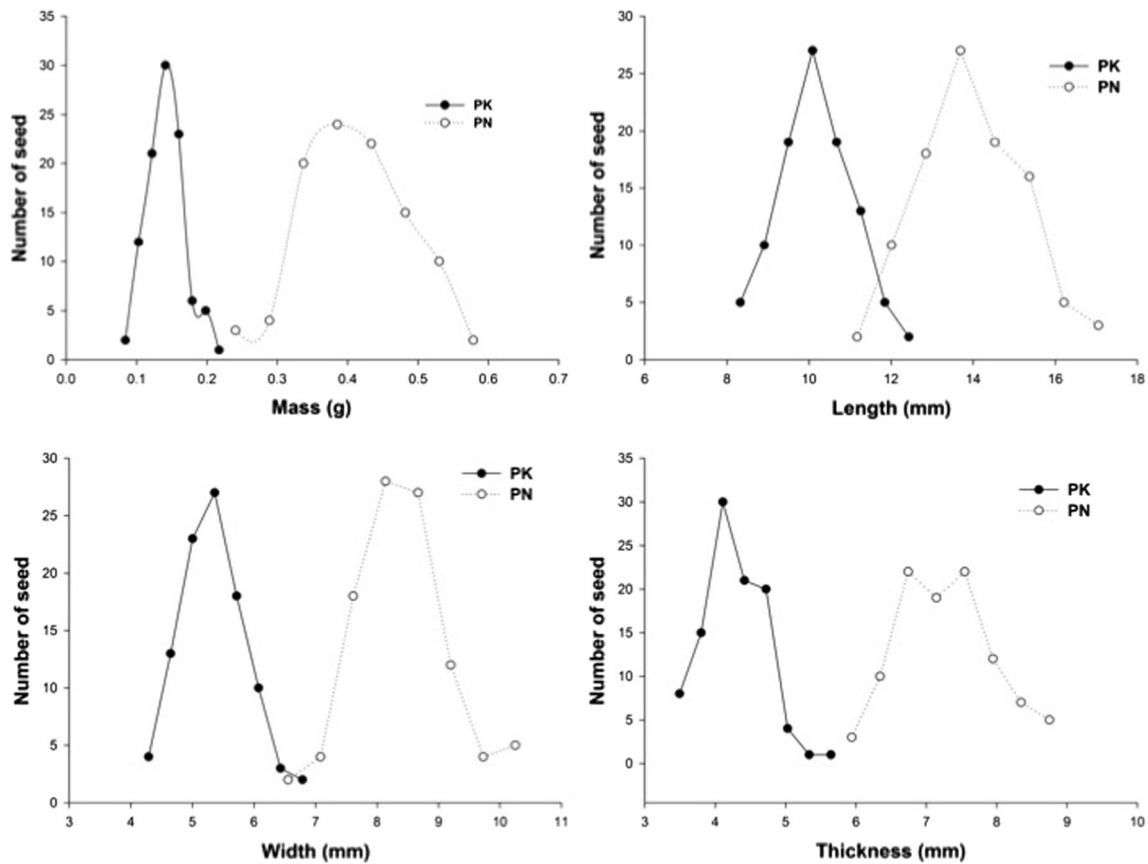 35
30
25
20
15
10
5
0
Number of seed
PK
PN
0.0 0.1 0.2 0.3 0.4 0.5 0.6 0.7
Mass (g)
30
25
20
15
10
5
0
Number of seed
PK
PN
6 8 10 12 14 16 18
Length (mm)
30
25
20
15
10
5
0
Number of seed
PK
PN
3 4 5 6 7 8 9 10 11
Width (mm)
35
30
25
20
15
10
5
0
Number of seed
PK
PN
3 4 5 6 7 8 9 10
Thickness (mm)